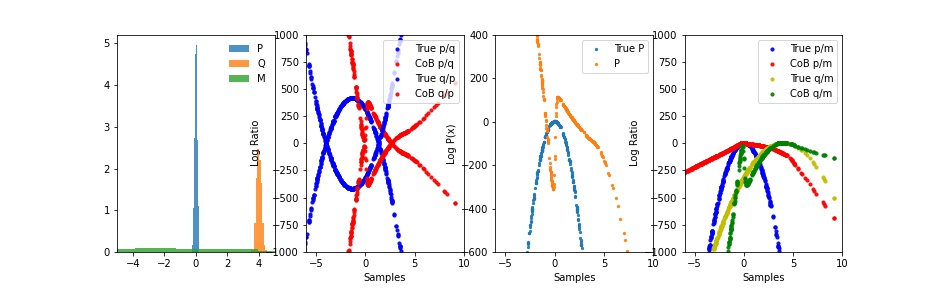 P
Q
M
5
4
3
2
1
0
−4 −2 0 2 4
Log Ratio
1000
750
500
250
0
−250
−500
−750
1000
True p/q
CoB p/q
True q/p
CoB q/p
−5 0 5 10
Samples
Log P(x)
400
200
0
−200
−400
−600
True P
P
−5 0 5 10
Samples
Log Ratio
1000
750
500
250
0
−250
−500
−750
1000
True p/m
CoB p/m
True q/m
CoB q/m
−5 0 5 10
Samples